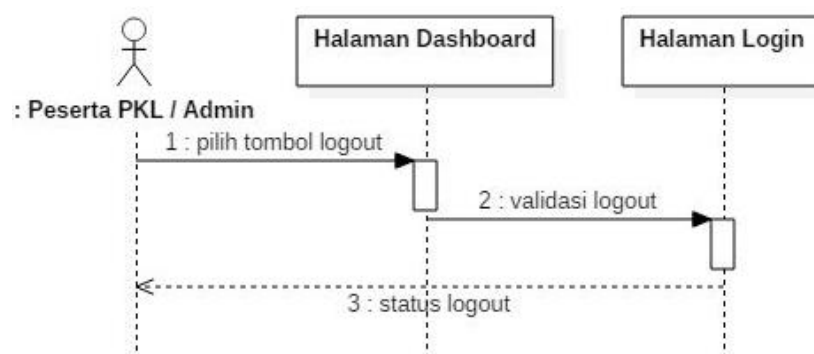 Halaman Dashboard
Halaman Login
: Peserta PKL / Admin
1 : pilih tombol logout
2 : validasi logout
3 : status logout